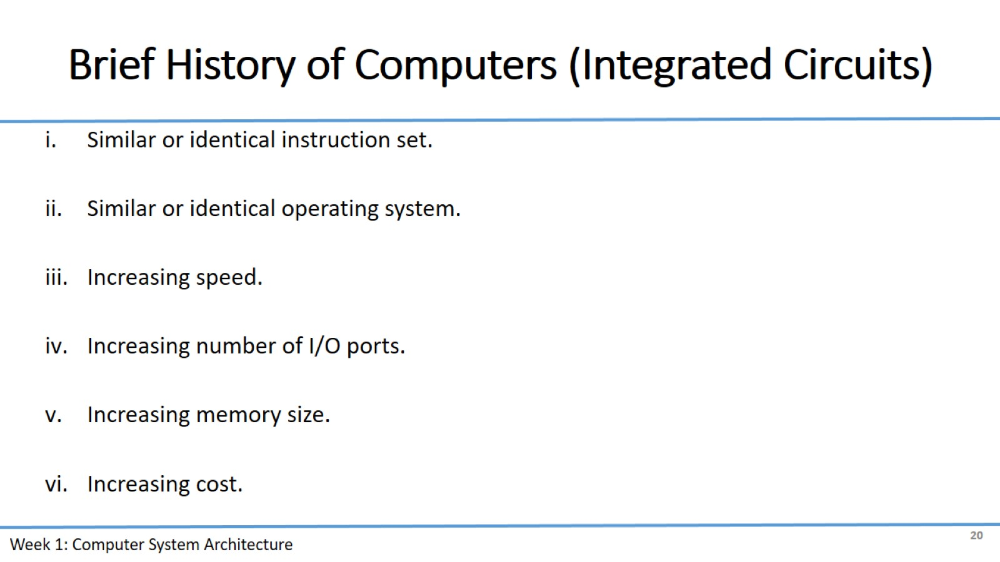 Brief History of Computers (Integrated Circuits)
i. Similar or identical instruction set.
ii. Similar or identical operating system.
iii. Increasing speed.
iv. Increasing number of I/O ports.
v. Increasing memory size.
vi. Increasing cost.
Week 1: Computer System Architecture
20